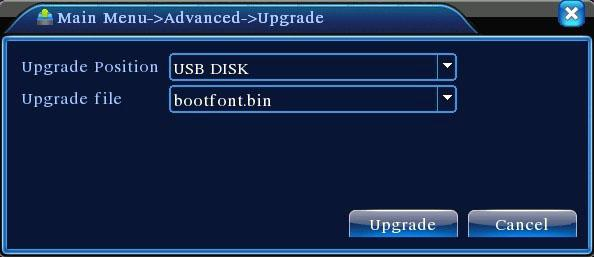 Main Menu->Advanced->Upgrade
Upgrade Position USB DISK
Upgrade file bootfont.bin
Upgrade Cancel